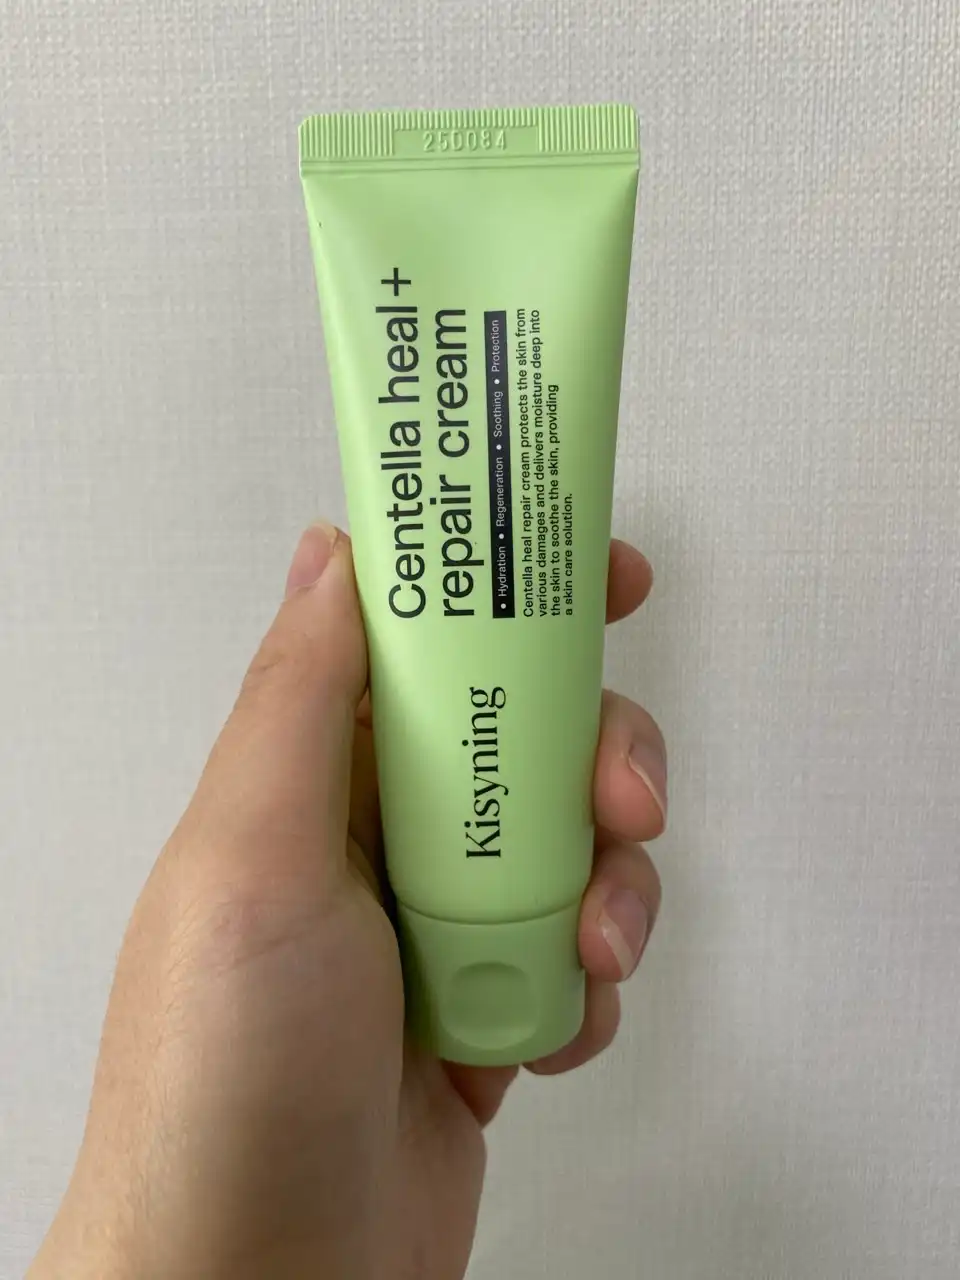 25D084
Centella heal+
repair cream
• Hydration • Regeneration • Soothing • Protection
Centella heal repair cream protects the skin from
various damages and delivers moisture deep into
the skin to soothe the skin, providing
a skin care solution.
Kisyning